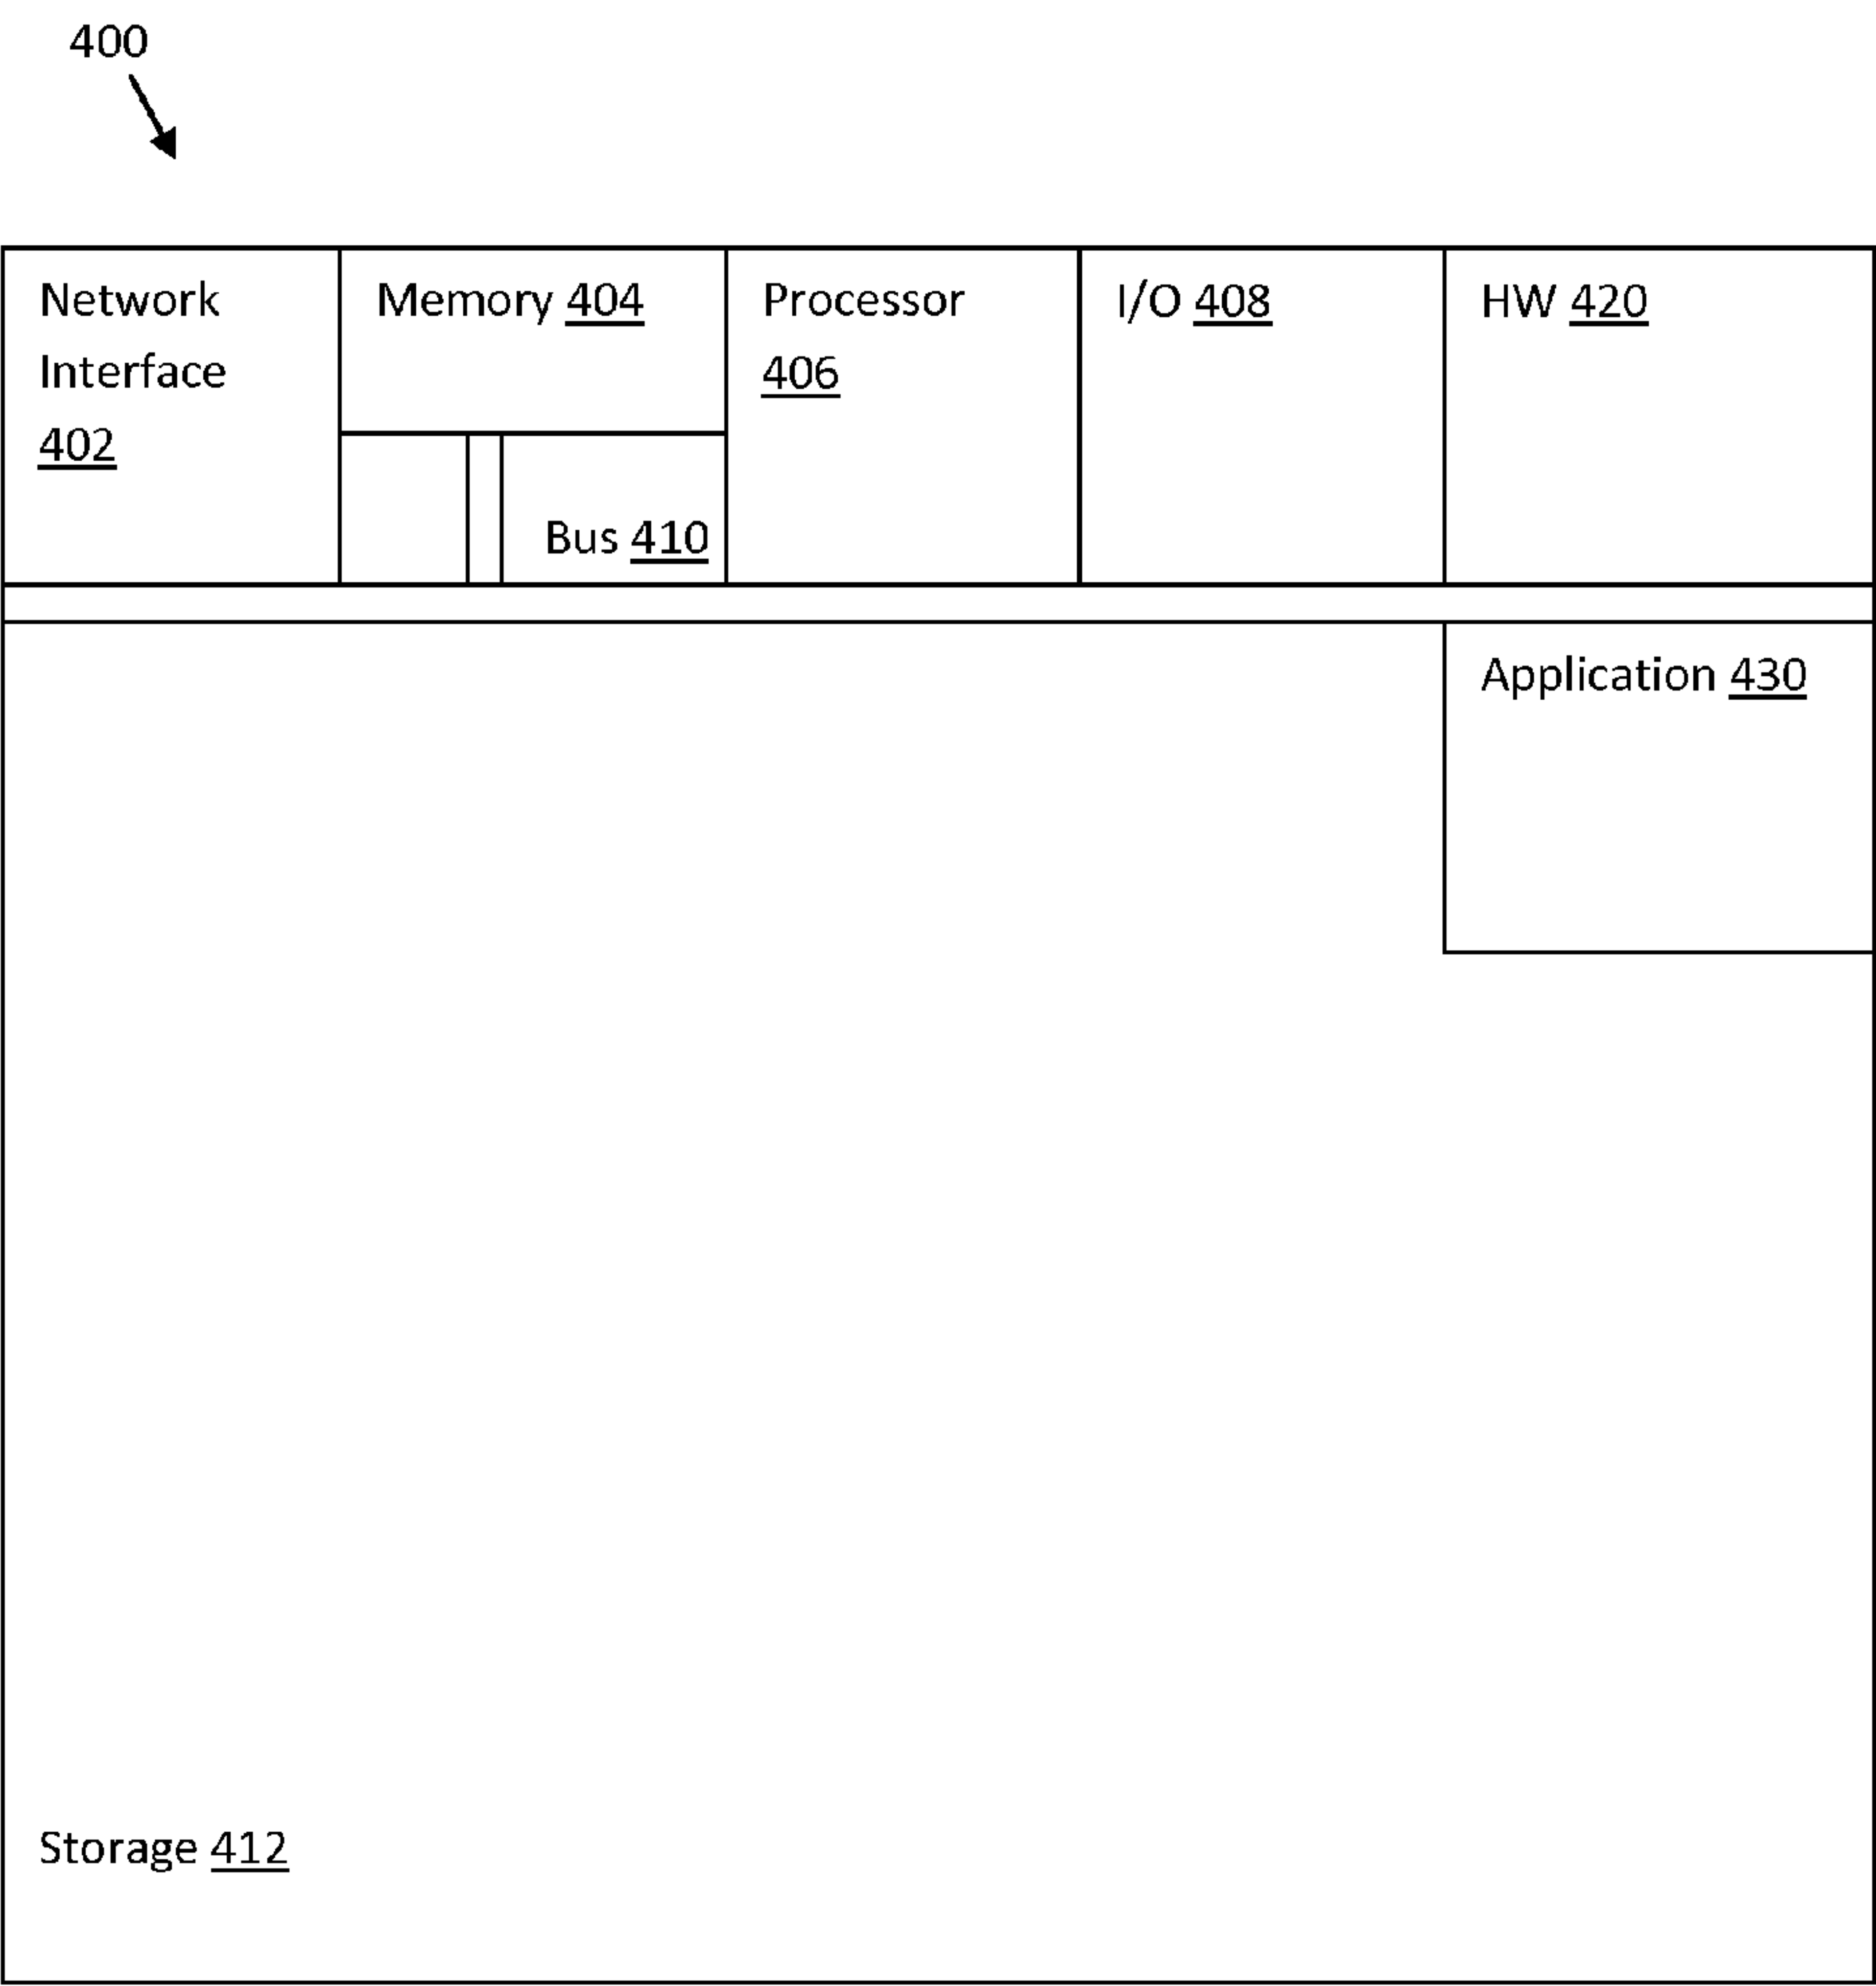 400
Network
Interface
402
Memory 404
Bus 410
Processor
406
I/O 408
HW 420
Application 430
Storage 412